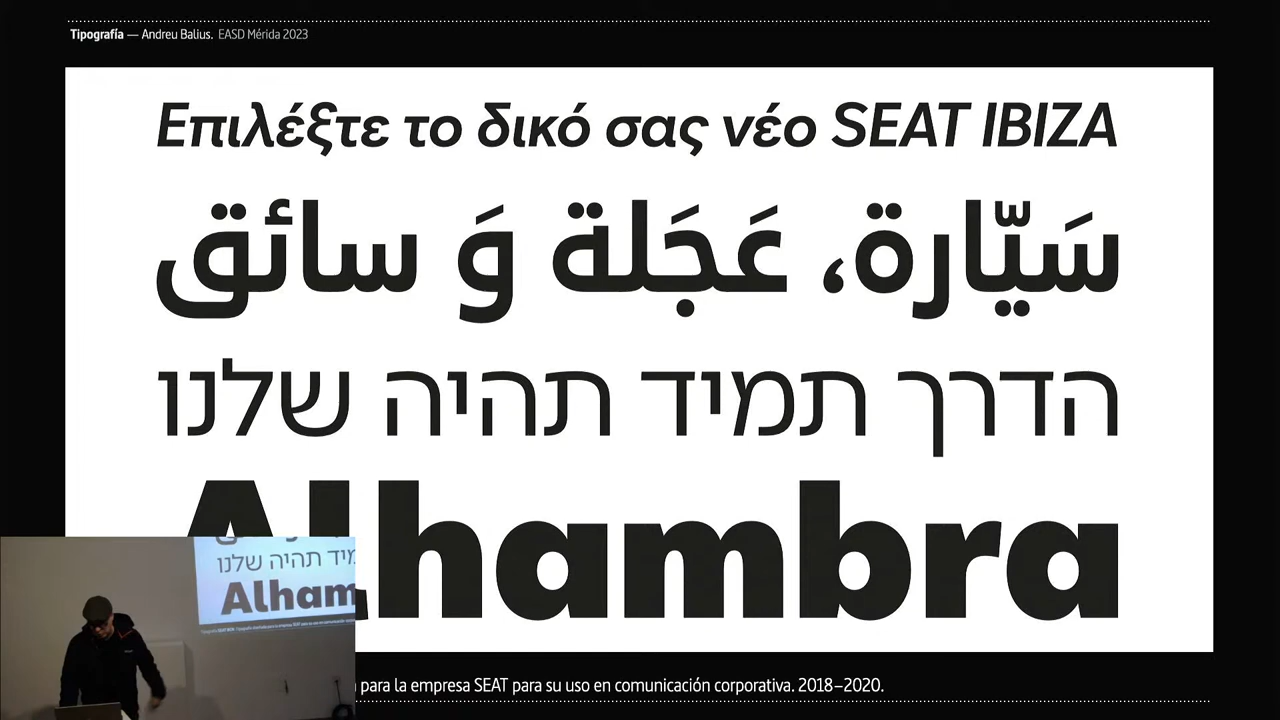 Tipografía — Andreu Balius. EASD Mérida 2023
Επιλέξτε το δικό σας νέο SEAT IBIZA
سَيّارة، عَجَلة وَ سائق
הדרך תמיד תהיה שלנו
Alhambra
para la empresa SEAT para su uso en comunicación corporativa. 2018–2020.
מיד תהיה שלנו
Alham